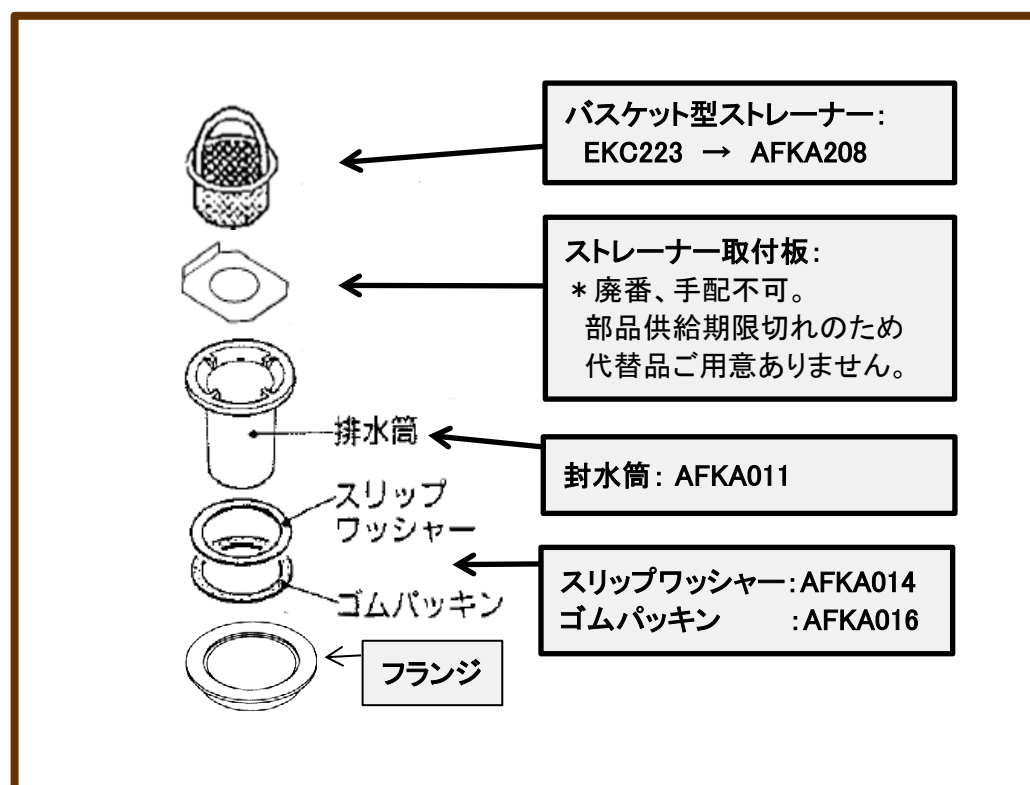 バスケット型ストレーナー：
EKC223 → AFKA208
ストレーナー取付板：
＊廃番、手配不可。
部品供給期限切れのため
代替品ご用意ありません。
排水筒
封水筒：AFKA011
スリップ
ワッシャー
スリップワッシャー：AFKA014
ゴムパッキン ：AFKA016
ゴムパッキン
フランジ